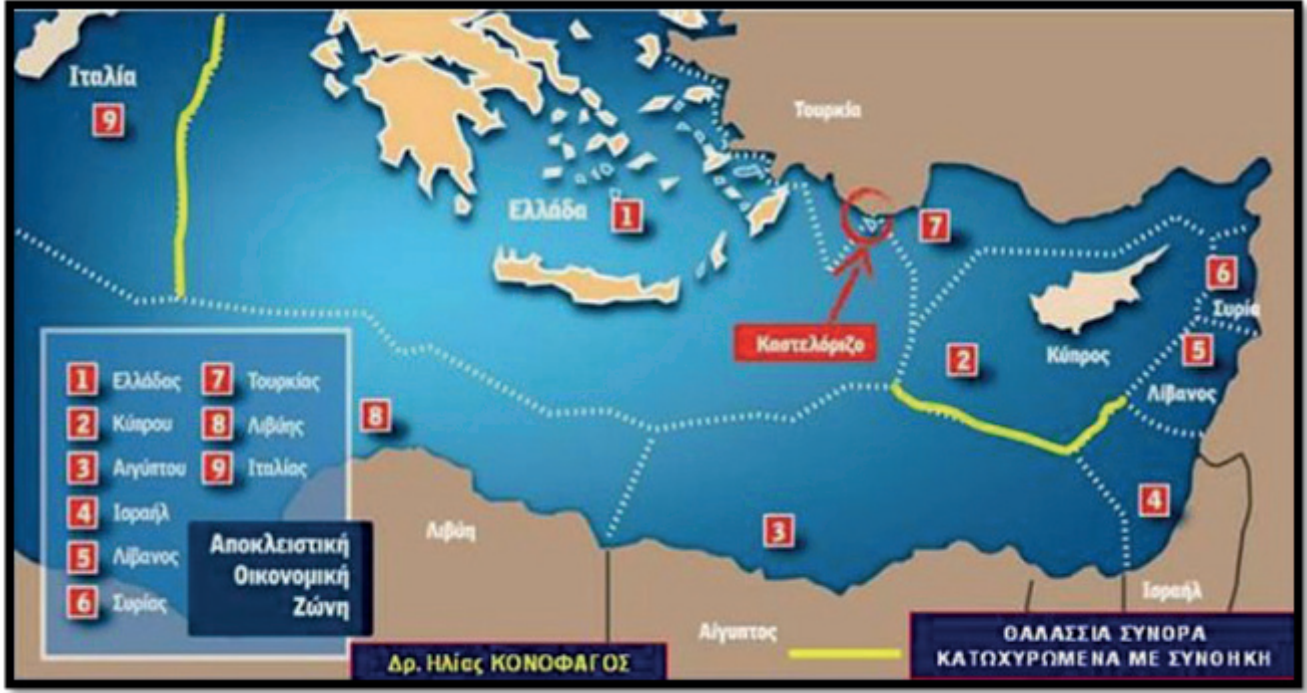 Ιταλία
9
Τουρκία
Ελλάδα 1
7
6
Συρία
Καστελόριζο
2
Κύπρος
5
Λίβανος
8
4
3
Λιβύη
Ισραήλ
Αίγυπτος
1 Ελλάδας 7 Τουρκίας
2 Κύπρου 8 Λιβύης
3 Αιγύπτου 9 Ιταλίας
4 Ισραήλ
5 Λίβανος
6 Συρίας
Αποκλειστική
Οικονομική
Ζώνη
Δρ. Ηλίας ΚΟΝΟΦΑΓΟΣ
ΘΑΛΑΣΣΙΑ ΣΥΝΟΡΑ
ΚΑΤΩΧΥΡΩΜΕΝΑ ΜΕ ΣΥΝΘΗΚΗ